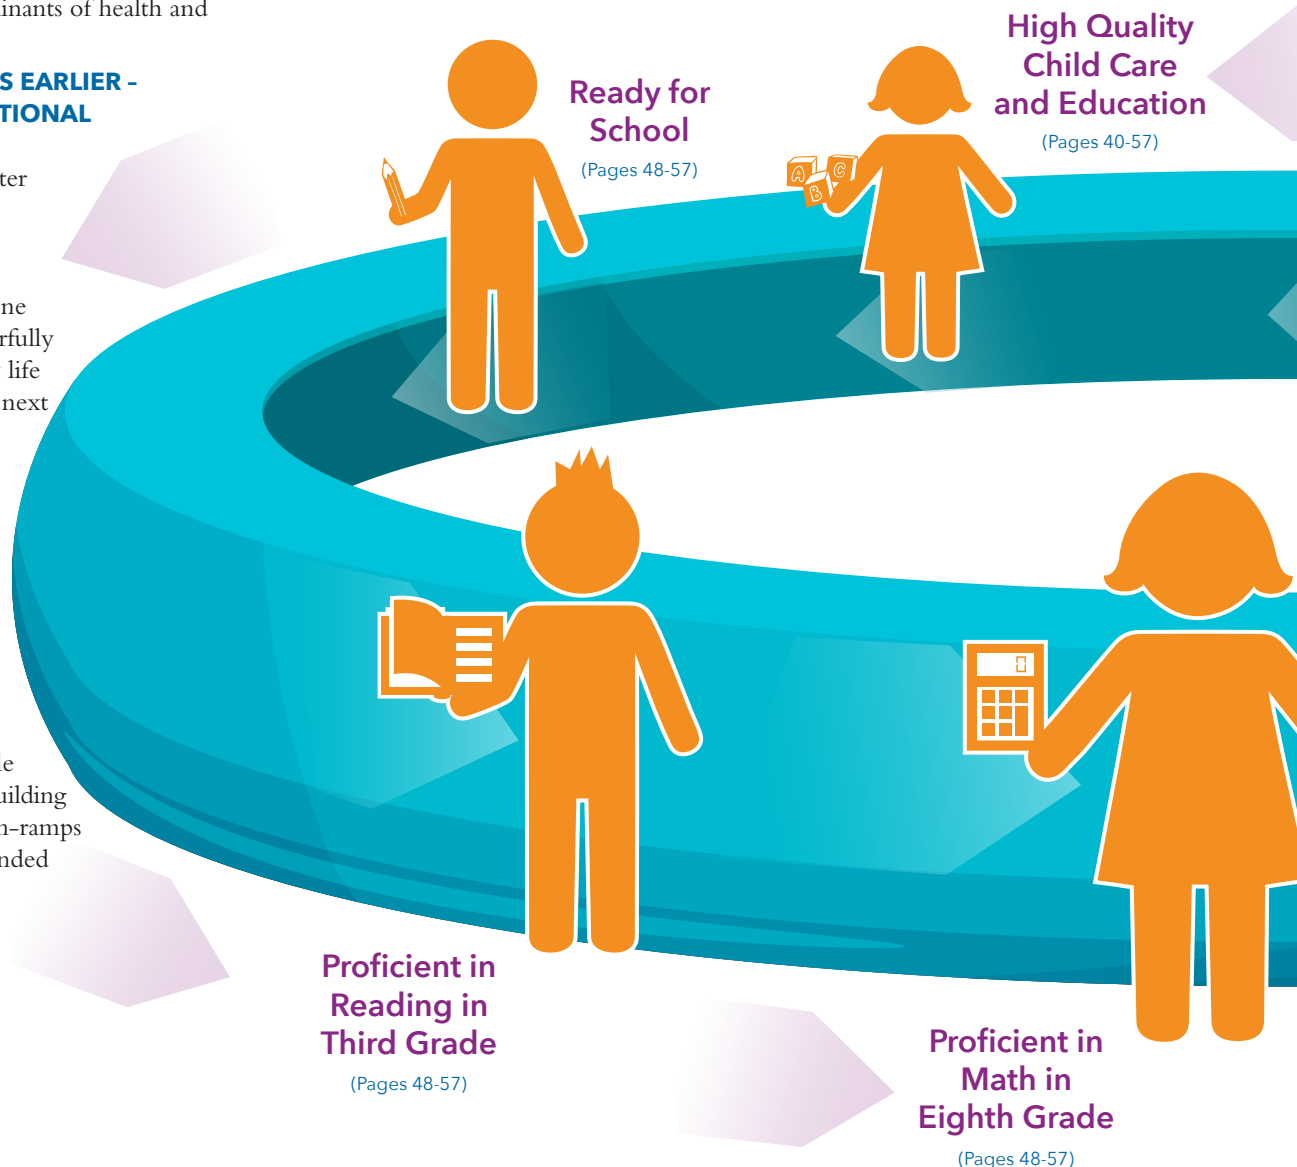 inants of health and
S EARLIER –
TIONAL
ter
ne
rfully
life
next
le
uilding
n-ramps
nded
Ready for
School
(Pages 48-57)
High Quality
Child Care
and Education
(Pages 40-57)
A
B
C
0
Proficient in
Reading in
Third Grade
(Pages 48-57)
Proficient in
Math in
Eighth Grade
(Pages 48-57)